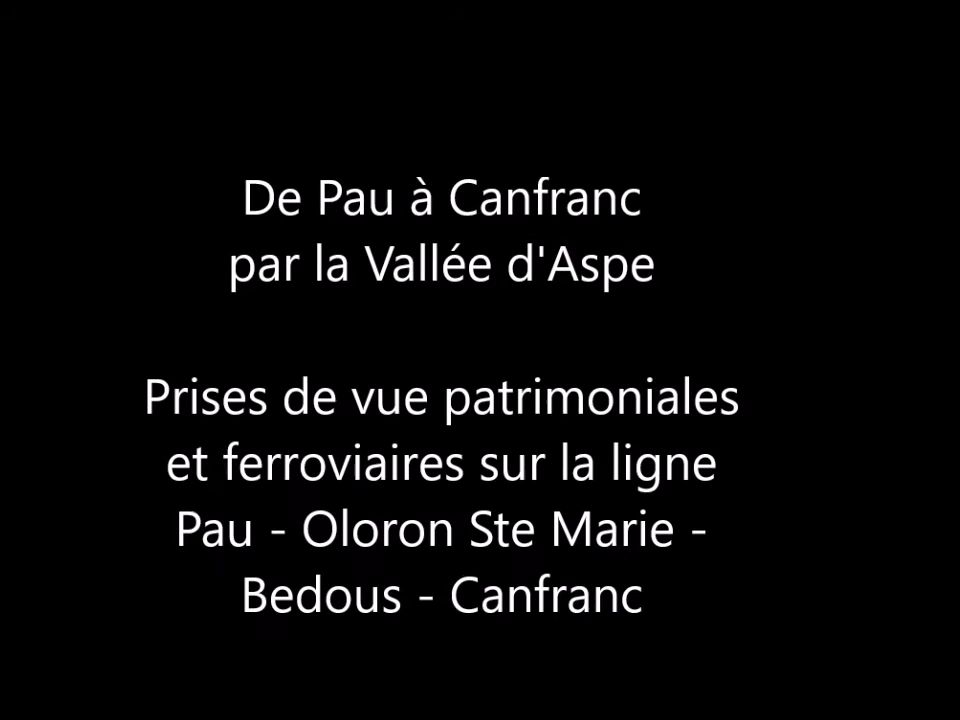 De Pau à Canfranc
par la Vallée d'Aspe
Prises de vue patrimoniales
et ferroviaires sur la ligne
Pau - Oloron Ste Marie -
Bedous - Canfranc